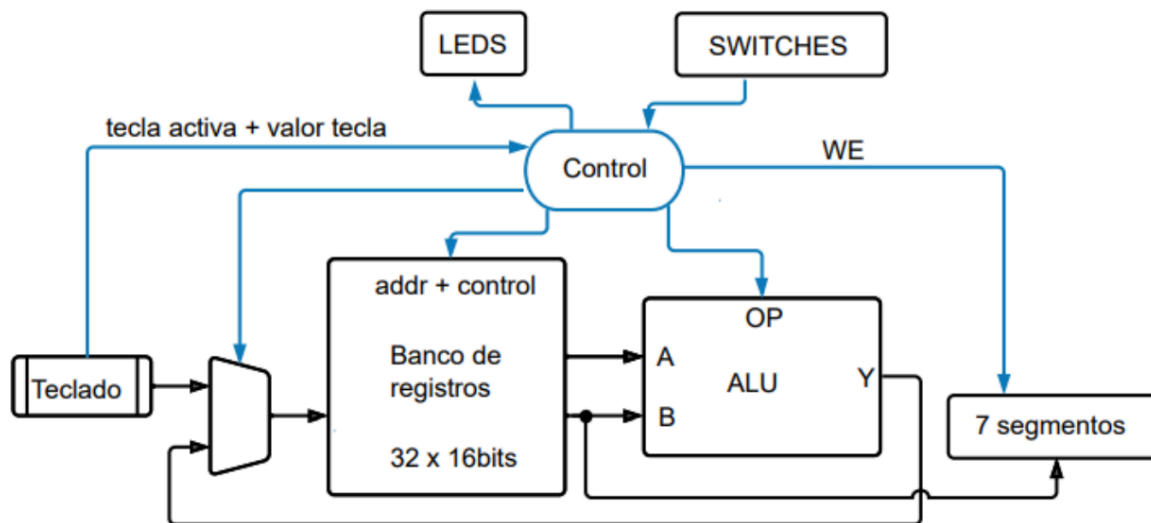 LEDS
SWITCHES
tecla activa + valor tecla
Control
WE
addr + control
OP
Banco de
registros
A
ALU
Y
Teclado
B
7 segmentos
32 x 16bits